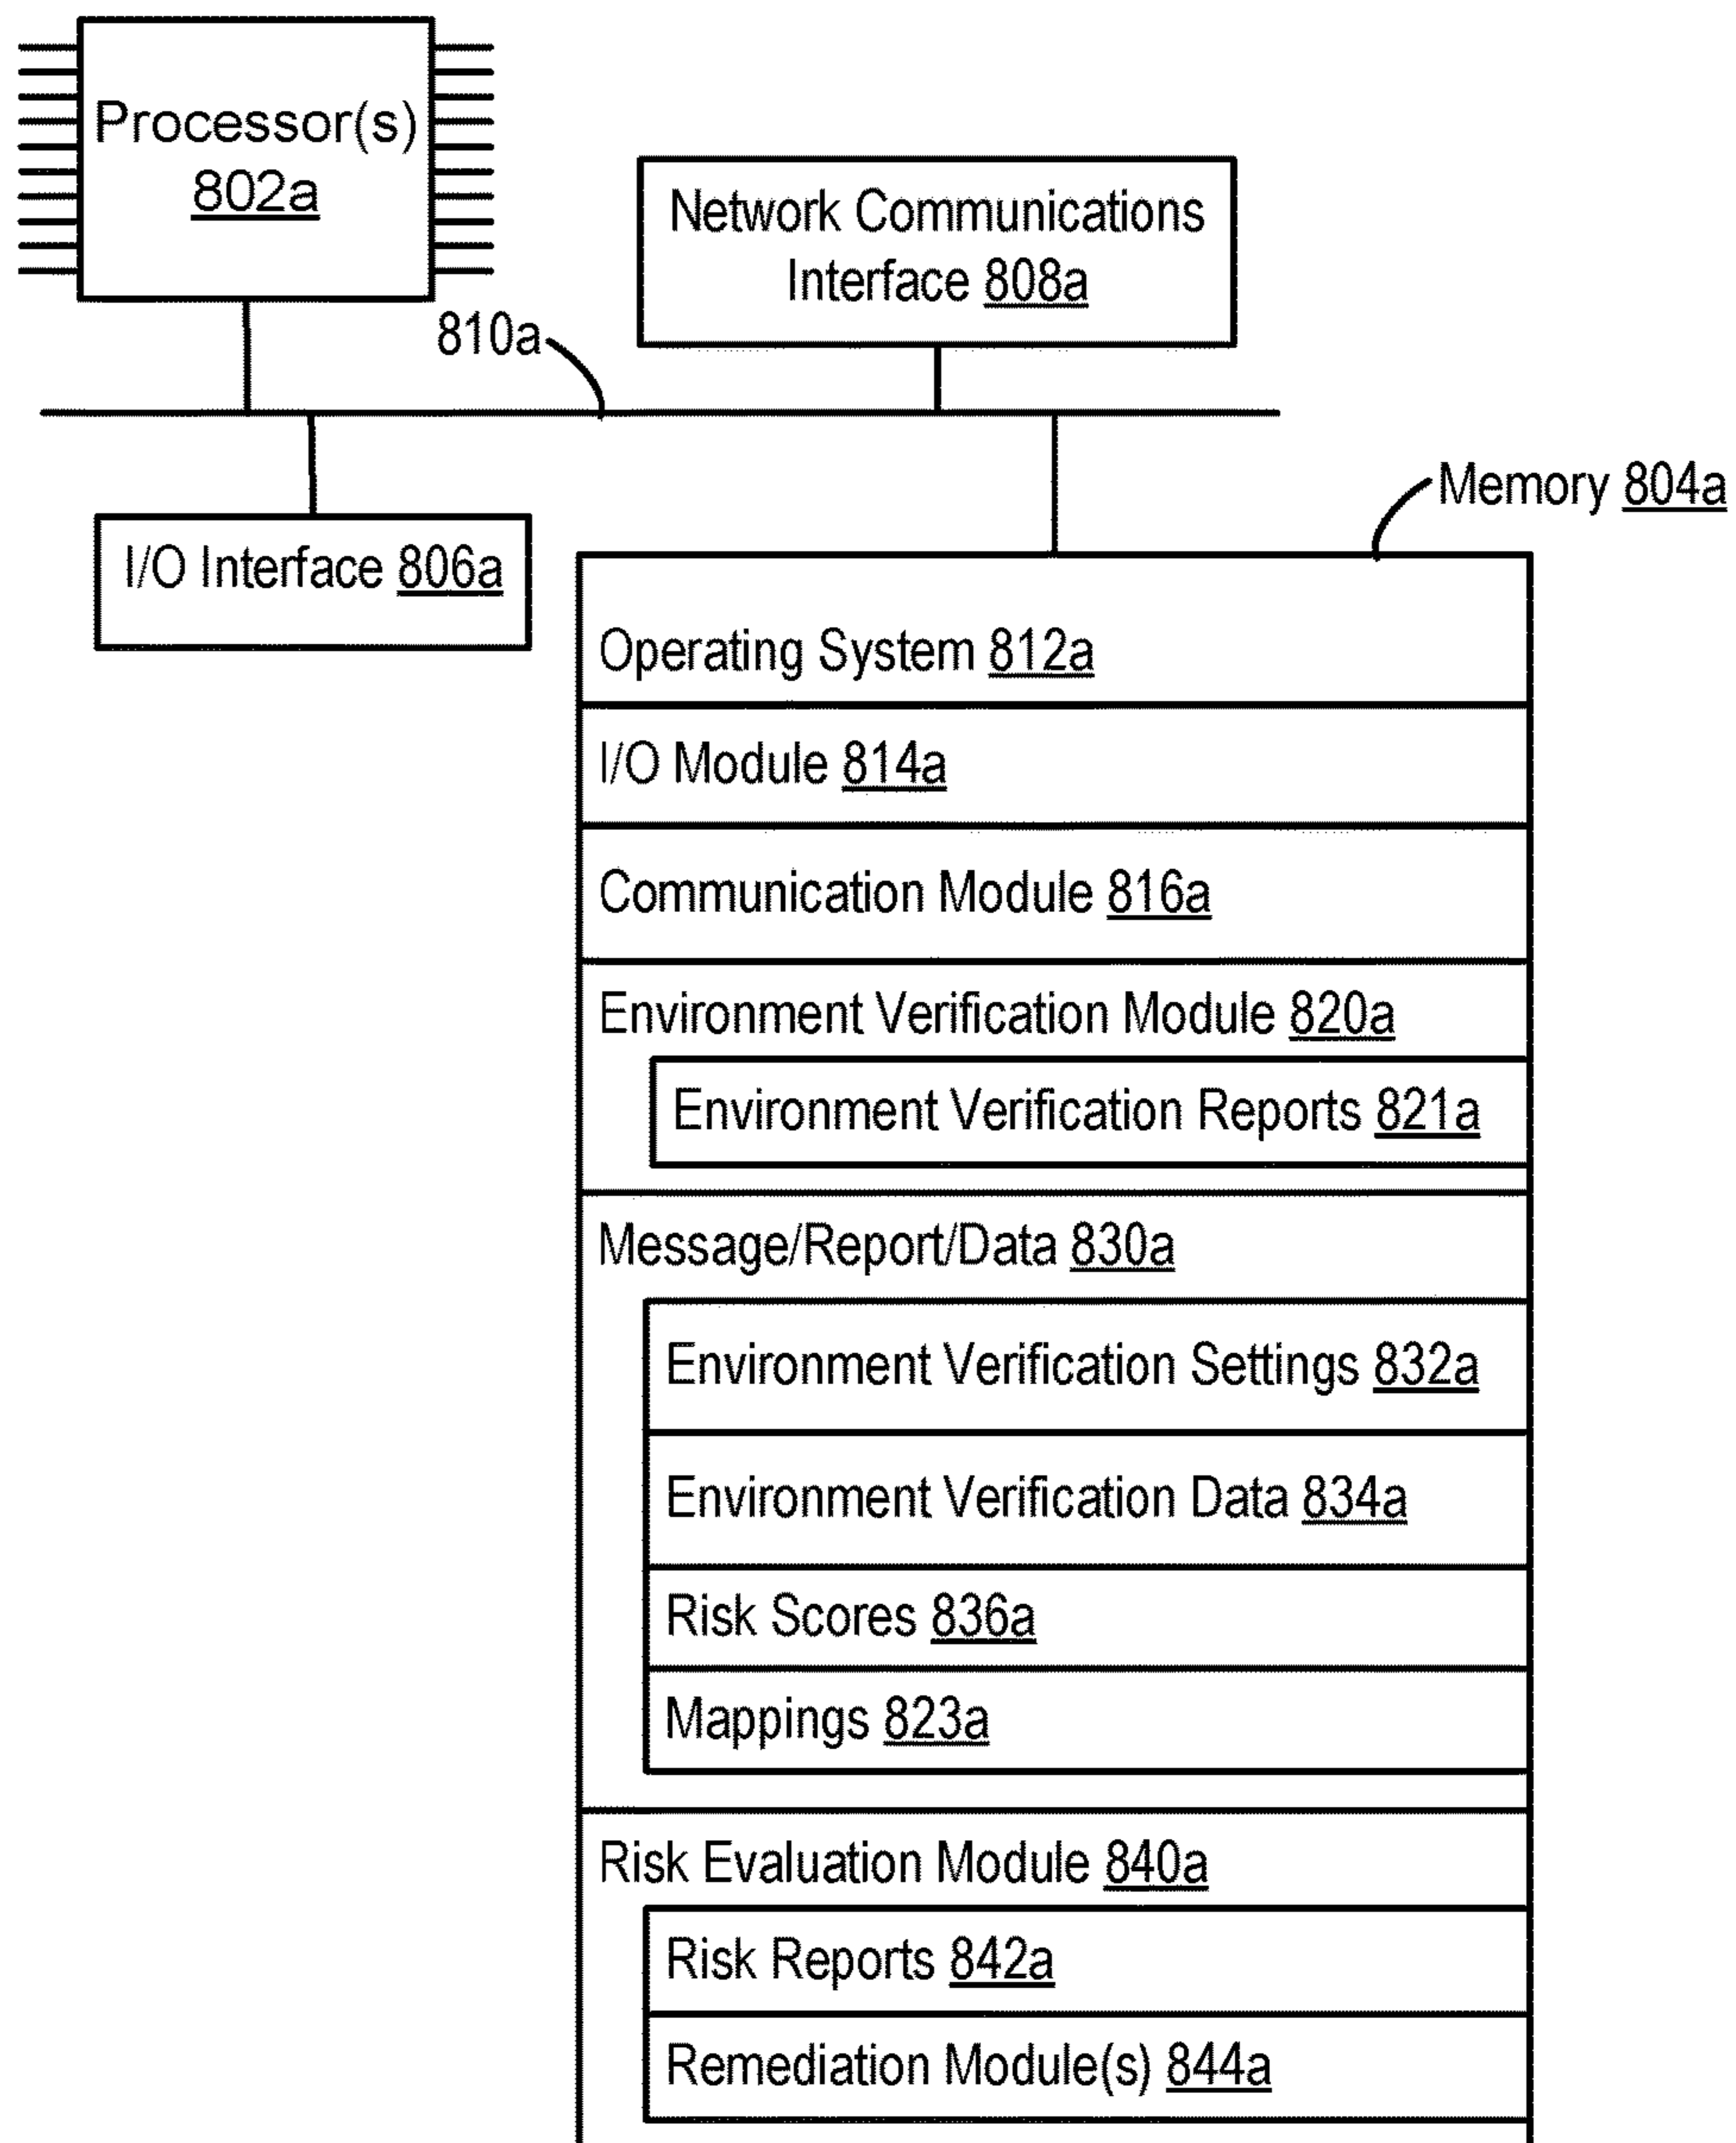 Processor(s)
802a
Network Communications
Interface 808a
810a
Memory 804a
I/O Interface 806a
Operating System 812a
I/O Module 814a
Communication Module 816a
Environment Verification Module 820a
Environment Verification Reports 821a
Message/Report/Data 830a
Environment Verification Settings 832a
Environment Verification Data 834a
Risk Scores 836a
Mappings 823a
Risk Evaluation Module 840a
Risk Reports 842a
Remediation Module(s) 844a